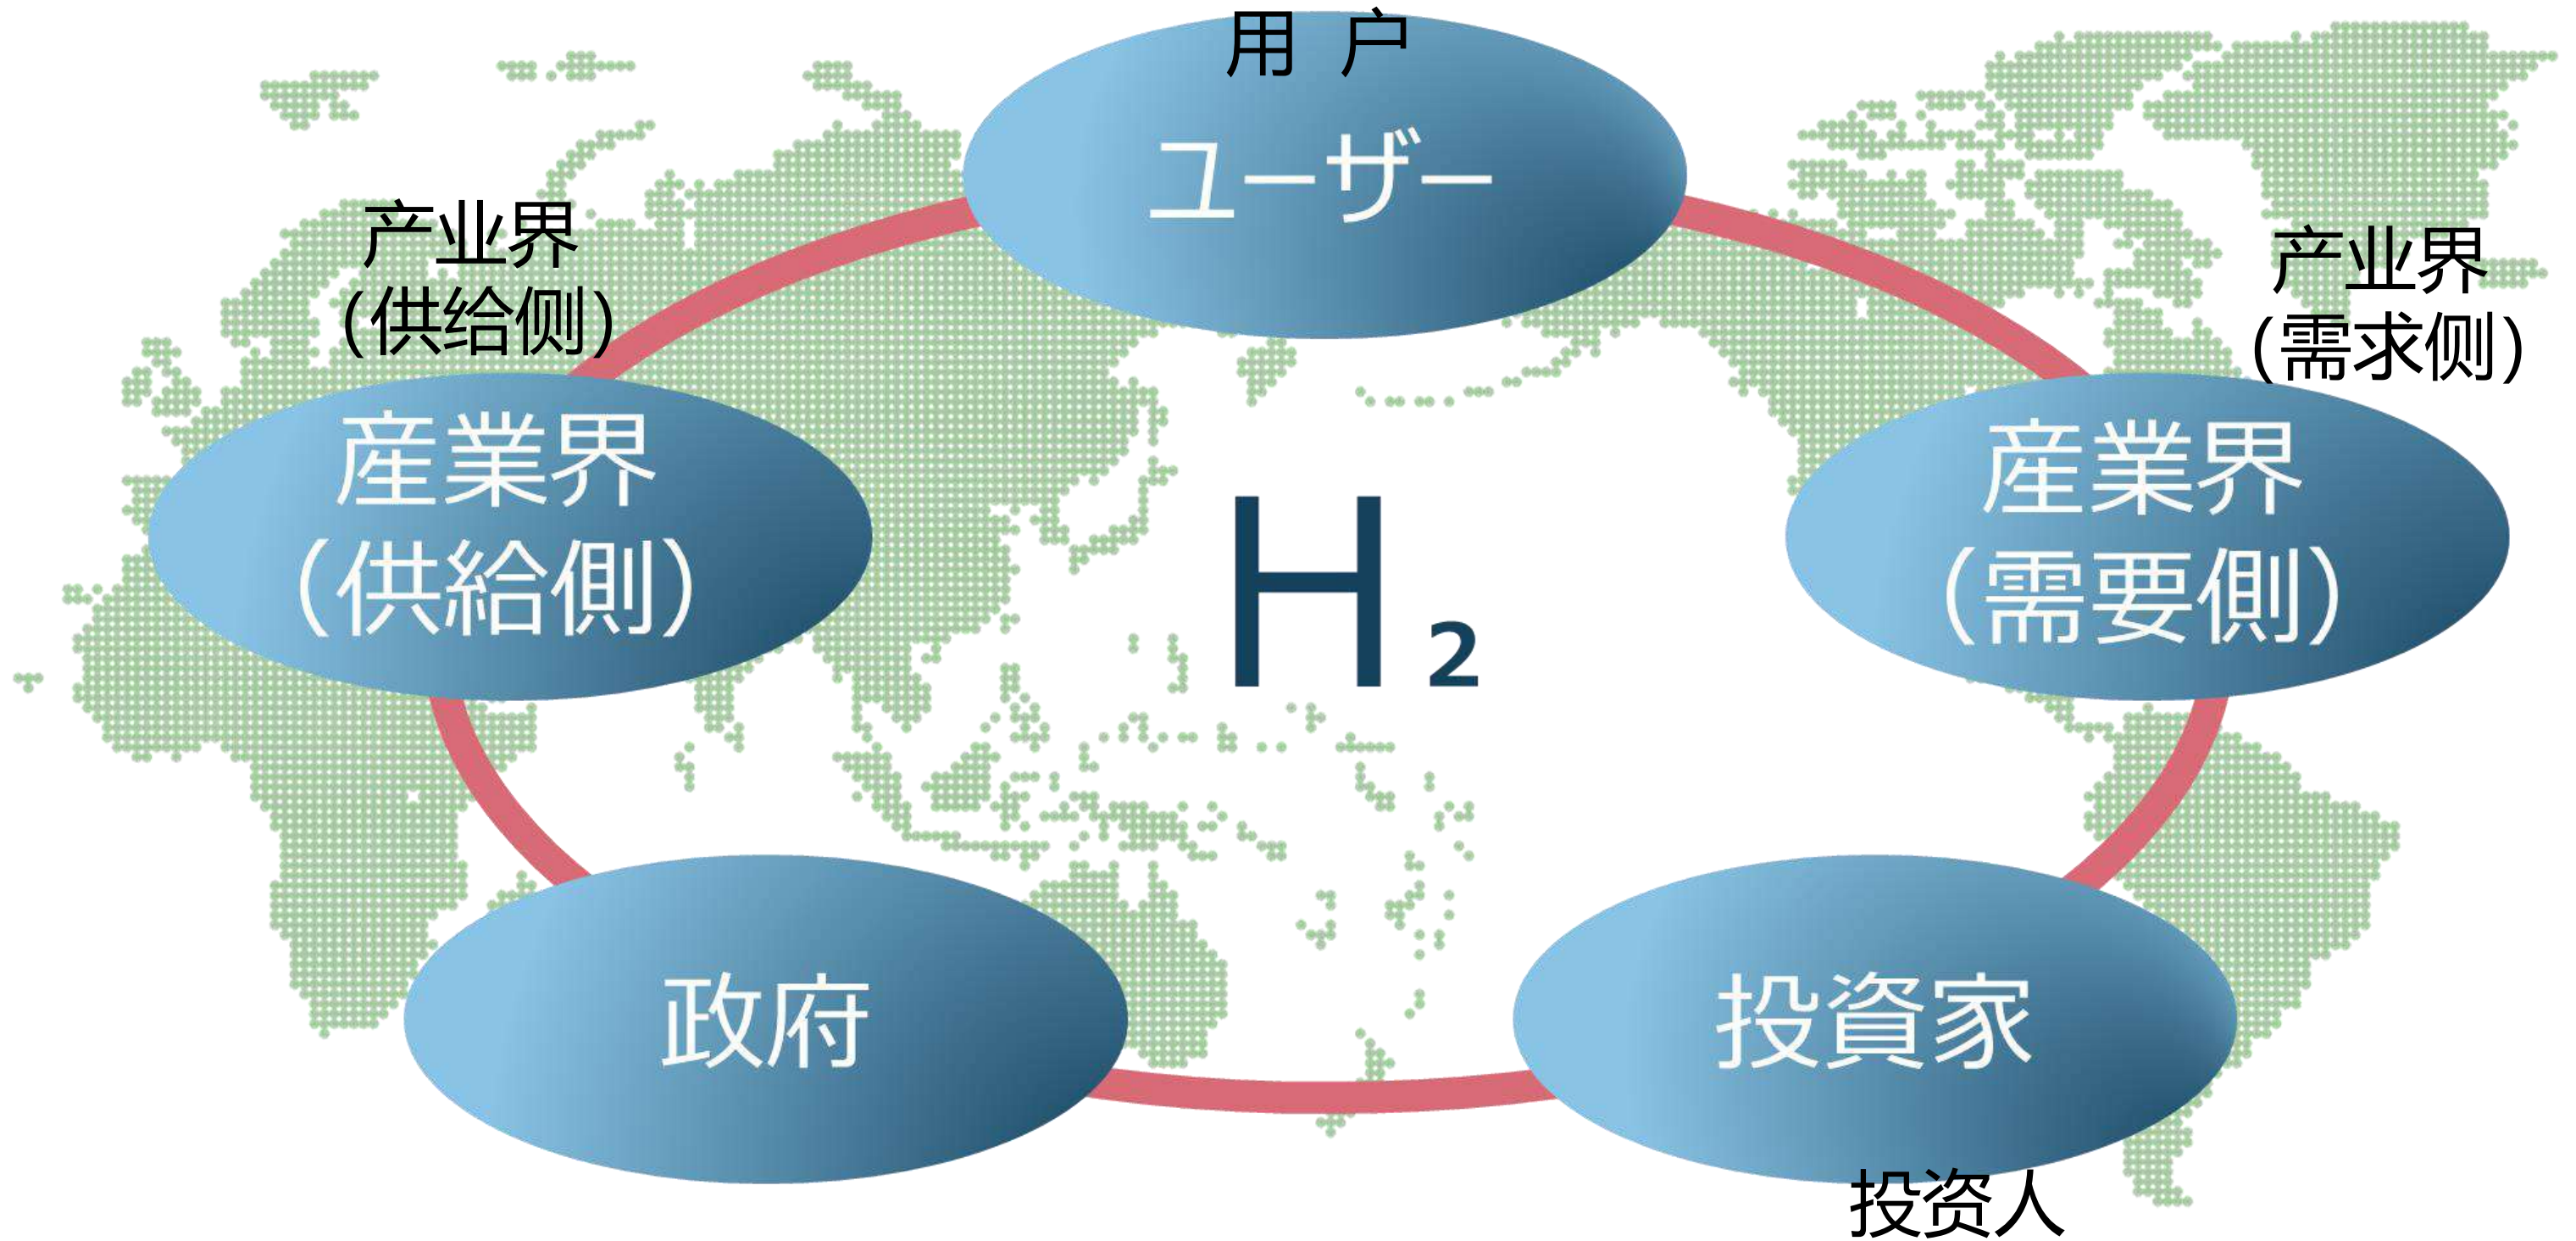 用 户
ユーザー
产业界
(供给侧)
産業界
(供給側)
产业界
(需求侧)
産業界
(需要側)
H₂
政府
投資家
投资人